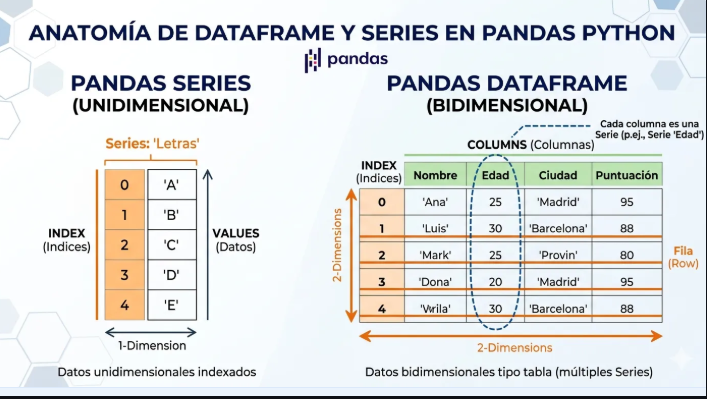 ANATOMÍA DE DATAFRAME Y SERIES EN PANDAS PYTHON
pandas
PANDAS SERIES
(UNIDIMENSIONAL)
Series: 'Letras'
INDEX
(Indices)
0 'A'
1 'B'
2 'C'
3 'D'
4 'E'
VALUES
(Datos)
1-Dimension
Datos unidimensionales indexados
PANDAS DATAFRAME
(BIDIMENSIONAL)
Cada columna es una
Serie (p.ej., Serie 'Edad')
COLUMNS (Columnas)
INDEX
(Indices)
Nombre Edad Ciudad Puntuación
0 'Ana' 25 'Madrid' 95
1 'Luis' 30 'Barcelona' 88
2 'Mark' 25 'Provin' 80
3 'Dona' 20 'Madrid' 95
4 30 'Barcelona' 88
2-Dimensions
Fila
(Row)
2-Dimensions
Datos bidimensionales tipo tabla (múltiples Series)